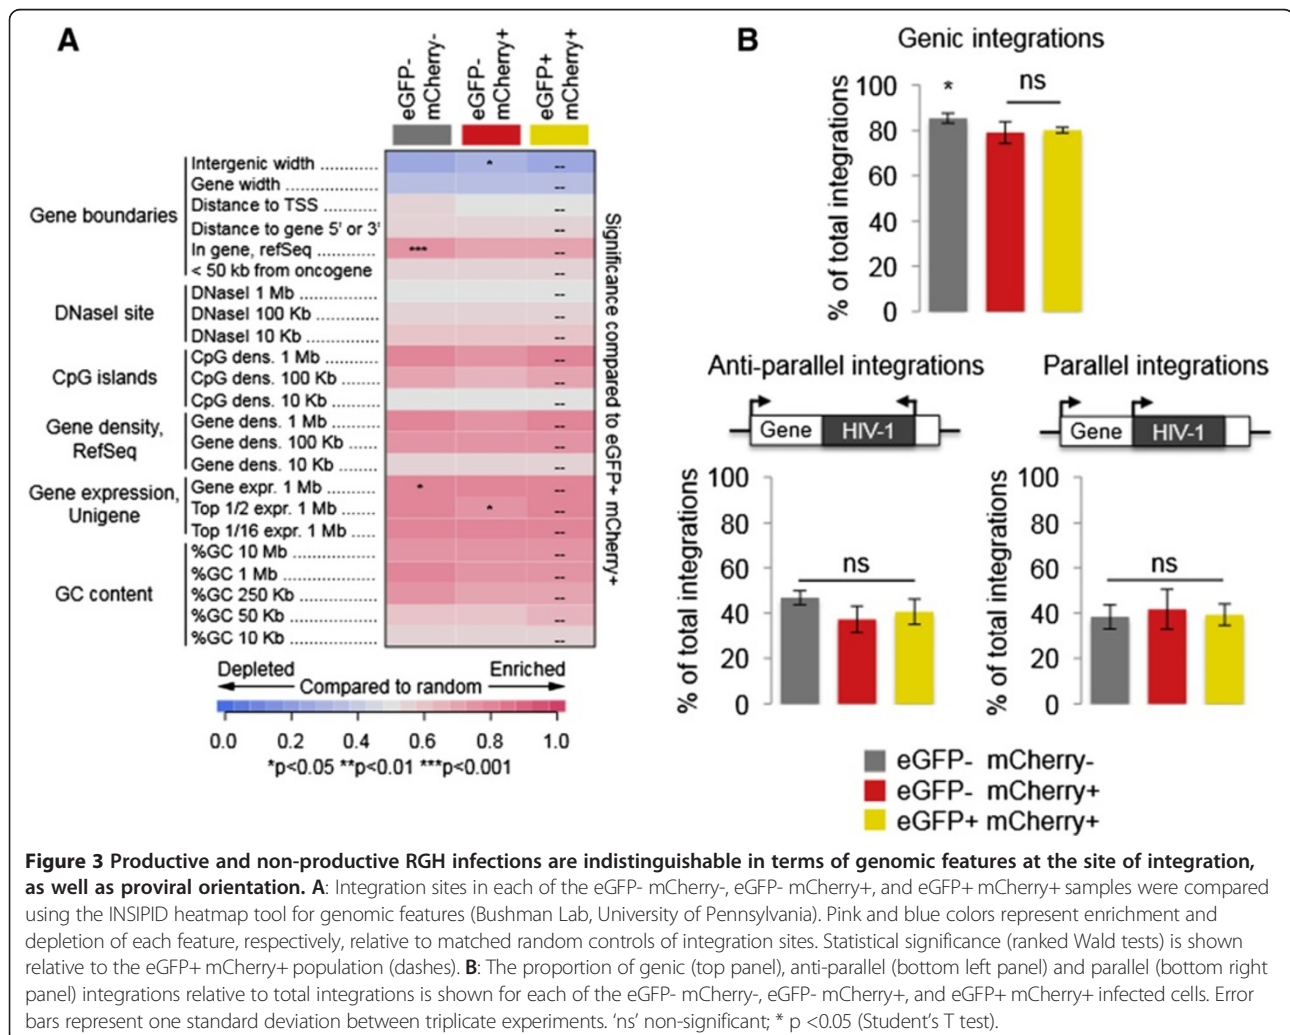 A
eGFP-
mCherry-
eGFP-
mCherry+
eGFP+
mCherry+
Gene boundaries
Intergenic width ............ * --
Gene width .................. --
Distance to TSS ........... --
Distance to gene 5' or 3' --
In gene, refSeq ............ *** --
< 50 kb from oncogene --
DNaseI site
DNaseI 1 Mb ................ --
DNaseI 100 Kb ............. --
DNaseI 10 Kb .............. --
CpG islands
CpG dens. 1 Mb ........... --
CpG dens. 100 Kb ........ --
CpG dens. 10 Kb .......... --
Gene density,
RefSeq
Gene dens. 1 Mb ......... --
Gene dens. 100 Kb ....... --
Gene dens. 10 Kb ........ --
Gene expression,
Unigene
Gene expr. 1 Mb .......... * --
Top 1/2 expr. 1 Mb ....... * --
Top 1/16 expr. 1 Mb ..... --
GC content
%GC 10 Mb ................. --
%GC 1 Mb ................... --
%GC 250 Kb ................ --
%GC 50 Kb .................. --
%GC 10 Kb .................. --
Significance compared to eGFP+ mCherry+
Depleted Enriched
Compared to random
0.0 0.2 0.4 0.6 0.8 1.0
*p<0.05 **p<0.01 ***p<0.001
B
Genic integrations
% of total integrations
100
80
60
40
20
0
* ns
Anti-parallel integrations
Gene HIV-1
% of total integrations
100
80
60
40
20
0
ns
Parallel integrations
Gene HIV-1
% of total integrations
100
80
60
40
20
0
ns
eGFP- mCherry-
eGFP- mCherry+
eGFP+ mCherry+
Figure 3 Productive and non-productive RGH infections are indistinguishable in terms of genomic features at the site of integration,
as well as proviral orientation. A: Integration sites in each of the eGFP- mCherry-, eGFP- mCherry+, and eGFP+ mCherry+ samples were compared
using the INSIPID heatmap tool for genomic features (Bushman Lab, University of Pennsylvania). Pink and blue colors represent enrichment and
depletion of each feature, respectively, relative to matched random controls of integration sites. Statistical significance (ranked Wald tests) is shown
relative to the eGFP+ mCherry+ population (dashes). B: The proportion of genic (top panel), anti-parallel (bottom left panel) and parallel (bottom right
panel) integrations relative to total integrations is shown for each of the eGFP- mCherry-, eGFP- mCherry+, and eGFP+ mCherry+ infected cells. Error
bars represent one standard deviation between triplicate experiments. 'ns' non-significant; * p <0.05 (Student's T test).